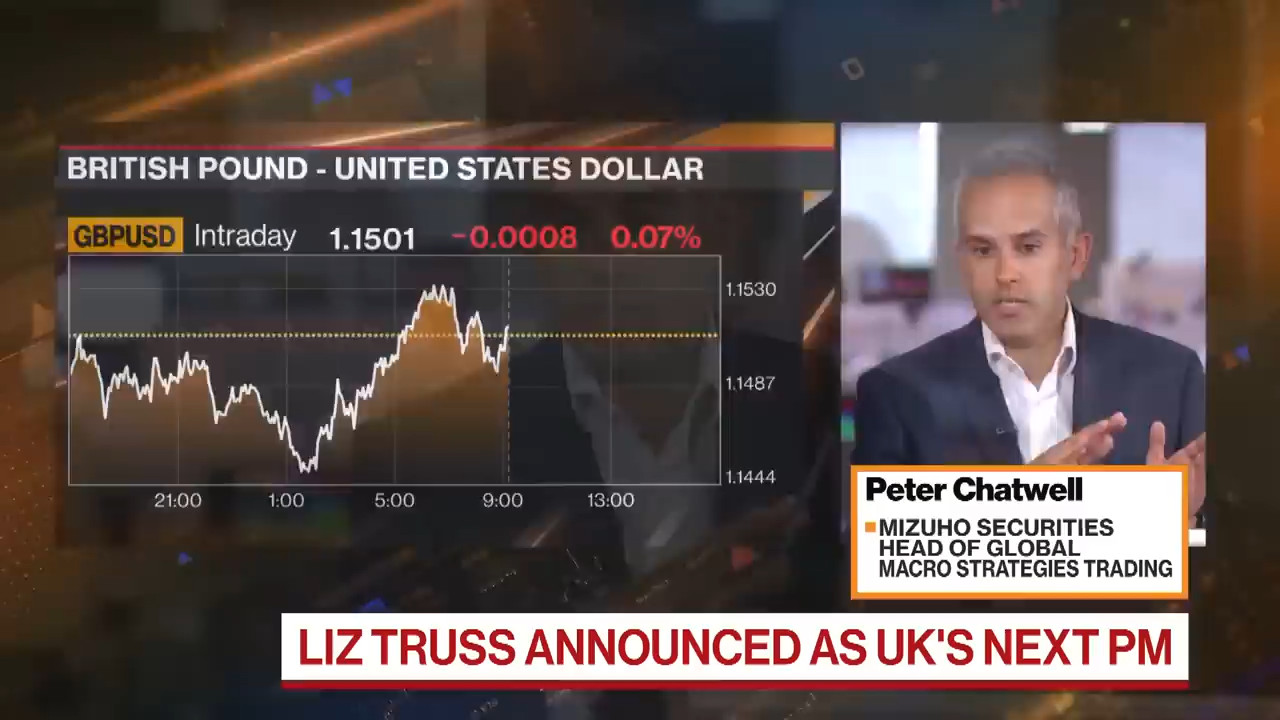 BRITISH POUND - UNITED STATES DOLLAR
GBPUSD Intraday 1.1501 -0.0008 0.07%
1.1530
1.1487
1.1444
21:00 1:00 5:00 9:00 13:00
Peter Chatwell
MIZUHO SECURITIES
HEAD OF GLOBAL
MACRO STRATEGIES TRADING
LIZ TRUSS ANNOUNCED AS UK'S NEXT PM